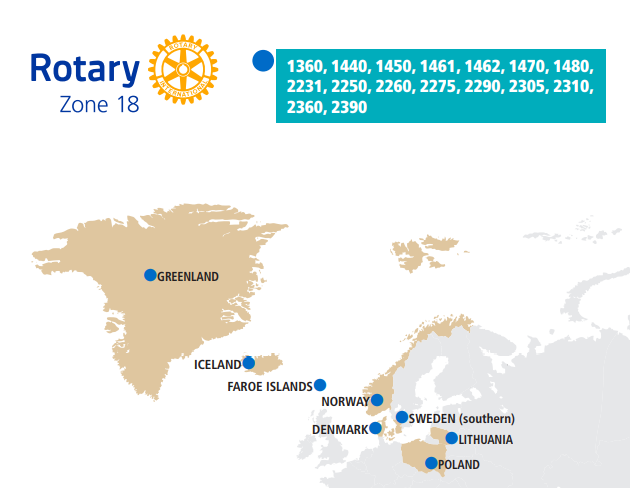 Rotary
ROTARY
INTERNATIONAL
Zone 18
1360, 1440, 1450, 1461, 1462, 1470, 1480,
2231, 2250, 2260, 2275, 2290, 2305, 2310,
2360, 2390
GREENLAND
ICELAND
FAROE ISLANDS
NORWAY
SWEDEN (southern)
DENMARK
LITHUANIA
POLAND